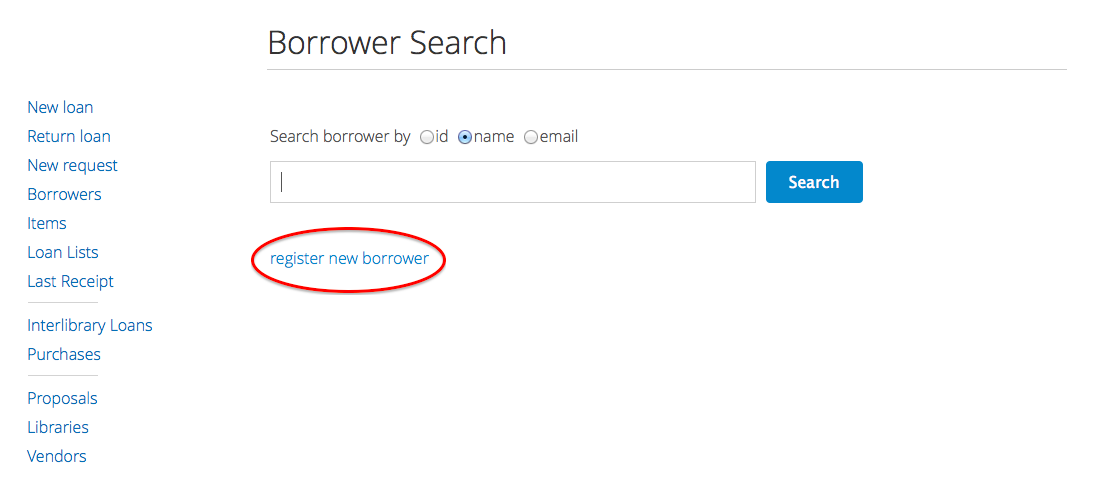 Borrower Search
New loan
Return loan
New request
Borrowers
Items
Loan Lists
Last Receipt
Interlibrary Loans
Purchases
Proposals
Libraries
Vendors
Search borrower by id name email
Search
register new borrower